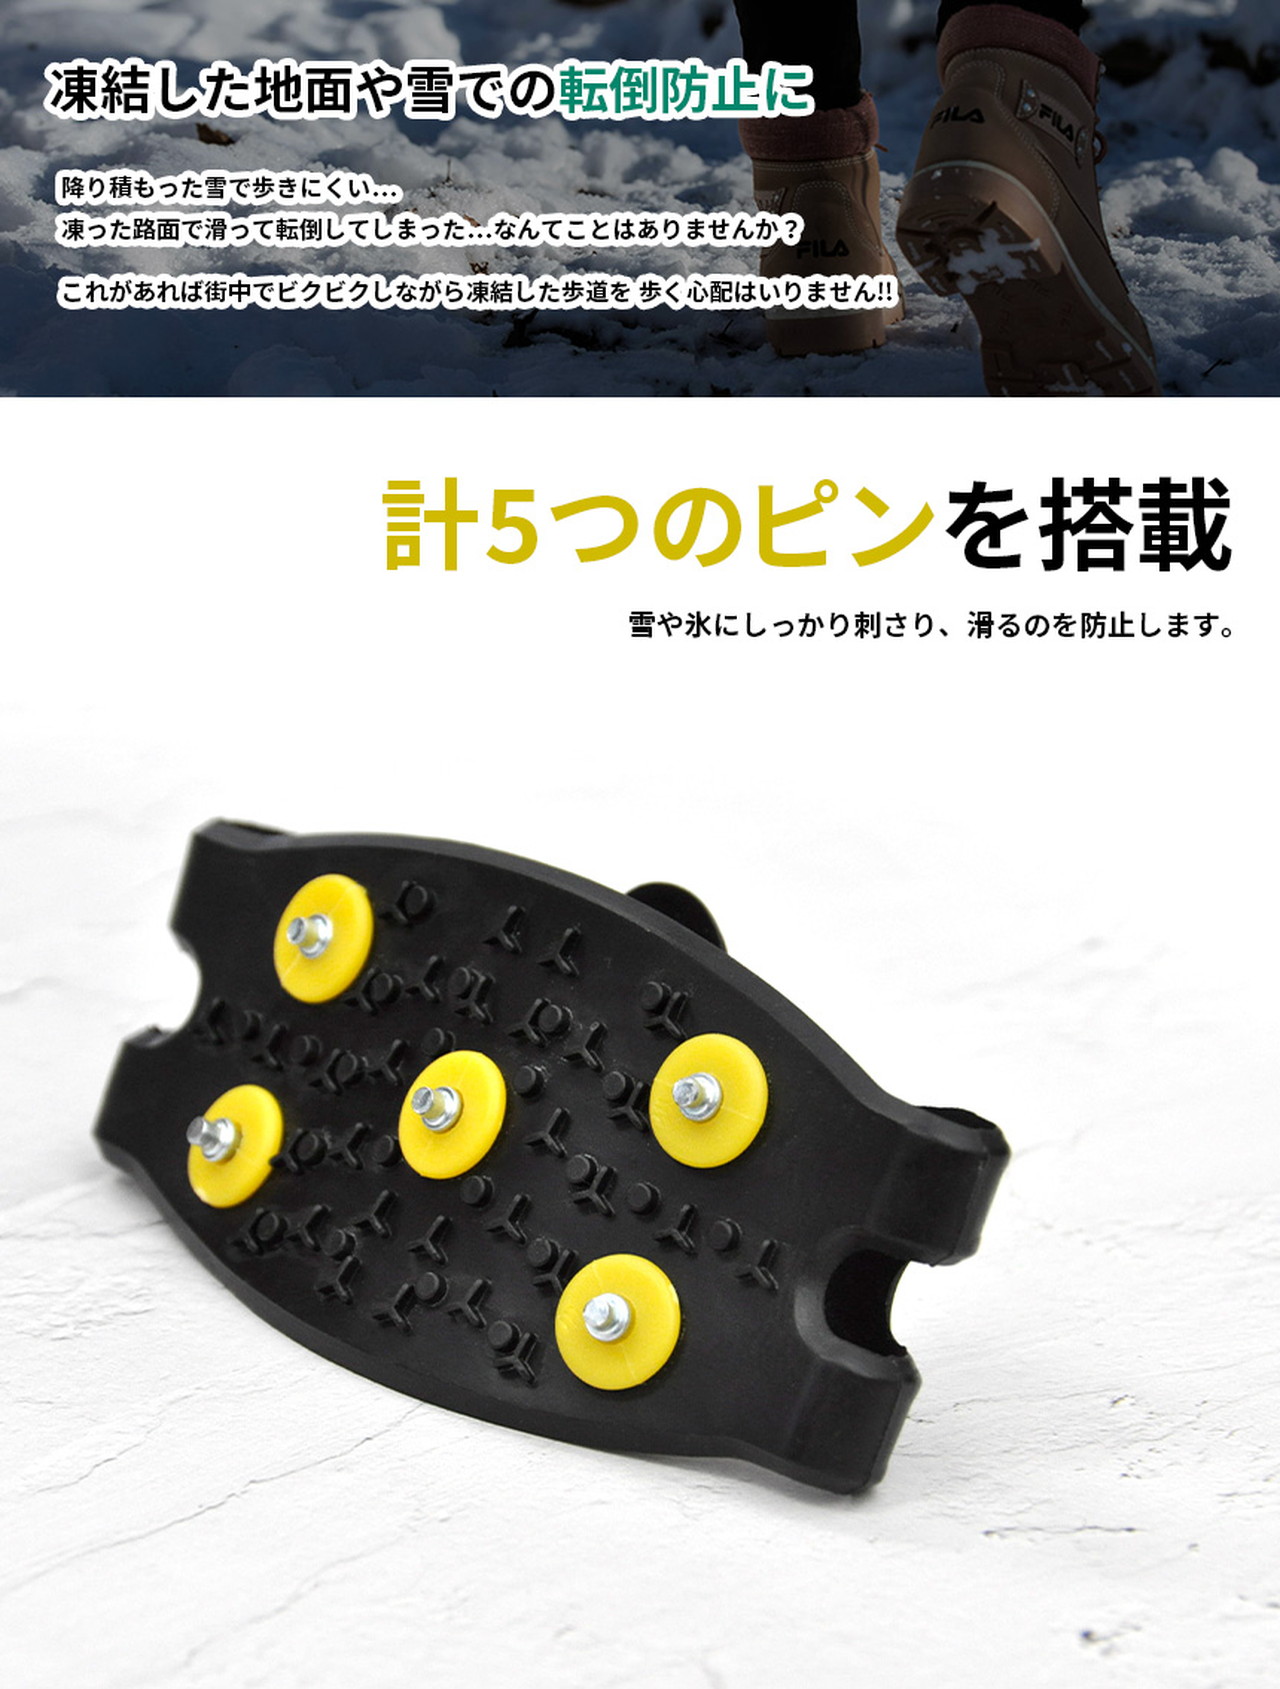 凍結した地面や雪での転倒防止に
降り積もった雪で歩きにくい…
凍った路面で滑って転倒してしまった…なんてことはありませんか？
これがあれば街中でビクビクしながら凍結した歩道を 歩く心配はいりません!!
FILA
FILA
FILA
計5つのピンを搭載
雪や氷にしっかり刺さり、滑るのを防止します。